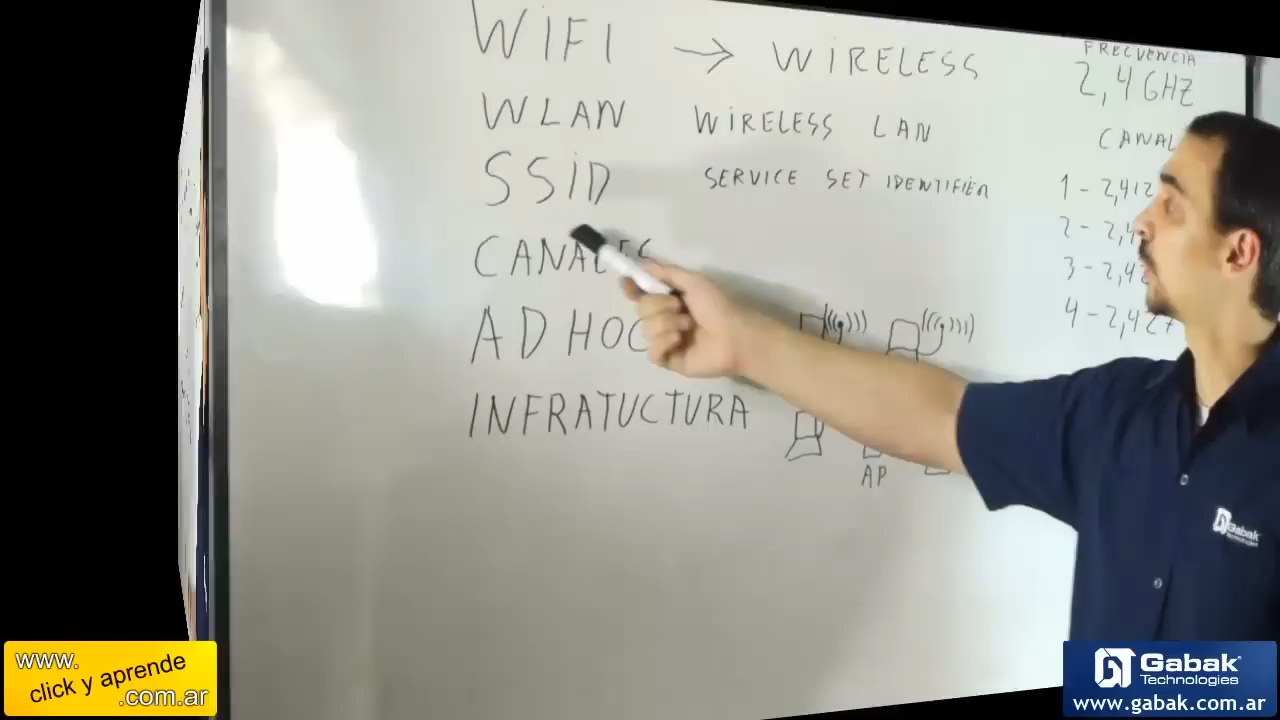 WiFi → WiRELESS
WLAN WiRELESS LAN
SSiD SERVICE SET IDENTIFIER
CANALES
AD HOC
INFRATUCTURA
AP
FRECUENCIA
2,4 GHZ
CANAL
1 - 2,412
2 - 2,4
3 - 2,42
4 - 2,427
Gabak
Technologies
www.
click y aprende
.com.ar
Gabak
Technologies
www.gabak.com.ar